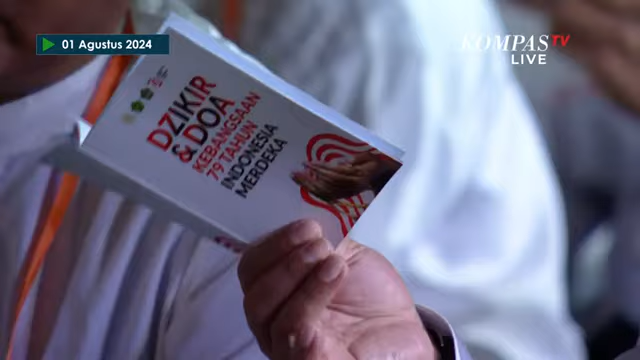 01 Agustus 2024
KOMPASTV
LIVE
DZIKIR
& DOA
KEBANGSAAN
79 TAHUN
INDONESIA
MERDEKA